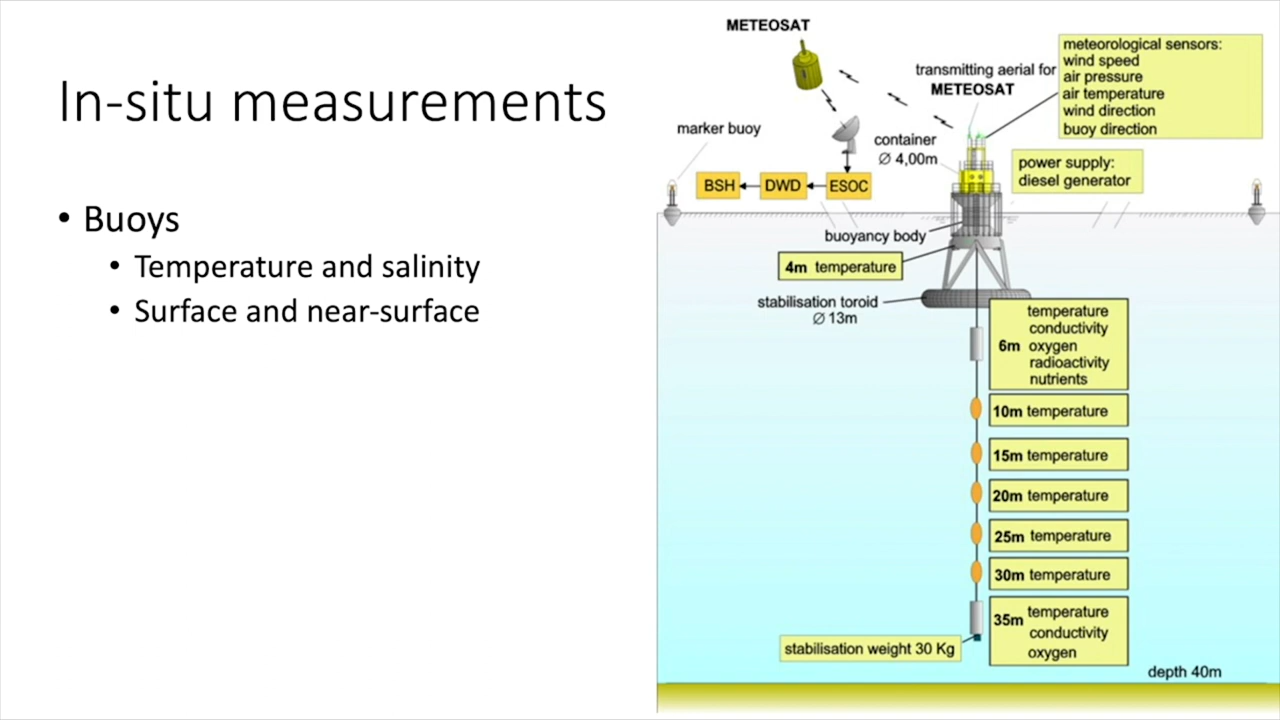 In-situ measurements
• Buoys
• Temperature and salinity
• Surface and near-surface
METEOSAT
transmitting aerial for
METEOSAT
meteorological sensors:
wind speed
air pressure
air temperature
wind direction
buoy direction
marker buoy
container
Ø 4,00m
power supply:
diesel generator
BSH
DWD
ESOC
buoyancy body
4m temperature
stabilisation toroid
Ø 13m
temperature
conductivity
6m oxygen
radioactivity
nutrients
10m temperature
15m temperature
20m temperature
25m temperature
30m temperature
35m temperature
conductivity
oxygen
stabilisation weight 30 Kg
depth 40m